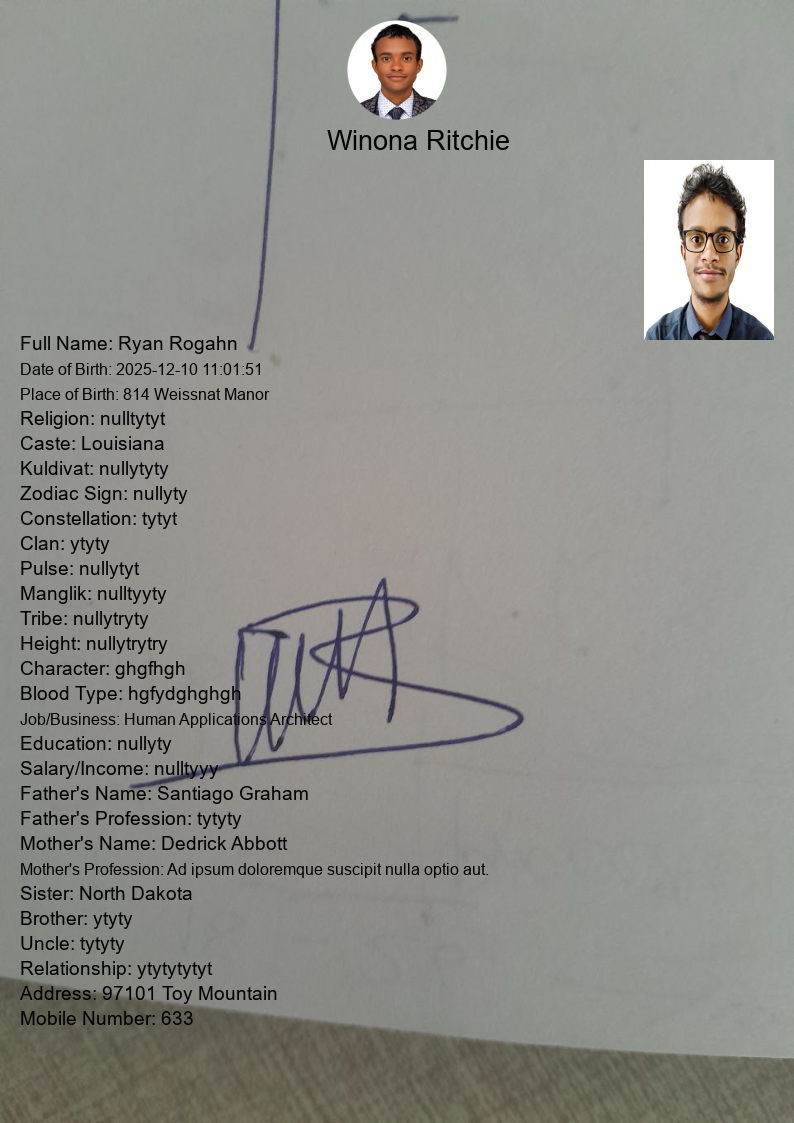 Winona Ritchie
Full Name: Ryan Rogahn
Date of Birth: 2025-12-10 11:01:51
Place of Birth: 814 Weissnat Manor
Religion: nulltytyt
Caste: Louisiana
Kuldivat: nullytyty
Zodiac Sign: nullyty
Constellation: tytyt
Clan: ytyty
Pulse: nullytyt
Manglik: nulltyyty
Tribe: nullytryty
Height: nullytrytry
Character: ghgfhgh
Blood Type: hgfydghghgh
Job/Business: Human Applications Architect
Education: nullyty
Salary/Income: nulltyyy
Father's Name: Santiago Graham
Father's Profession: tytyty
Mother's Name: Dedrick Abbott
Mother's Profession: Ad ipsum doloremque suscipit nulla optio aut.
Sister: North Dakota
Brother: ytyty
Uncle: tytyty
Relationship: ytytytytyt
Address: 97101 Toy Mountain
Mobile Number: 633